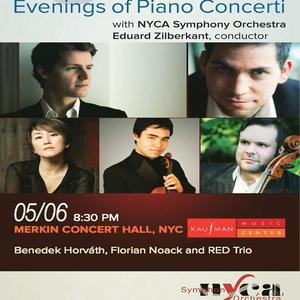 Evenings of Piano Concerti
with NYCA Symphony Orchestra
Eduard Zilberkant, conductor
05/06 8:30 PM
MERKIN CONCERT HALL, NYC
KAUFMAN
MUSIC
CENTER
Benedek Horváth, Florian Noack and RED Trio
Symphony
nyca
Orchestra